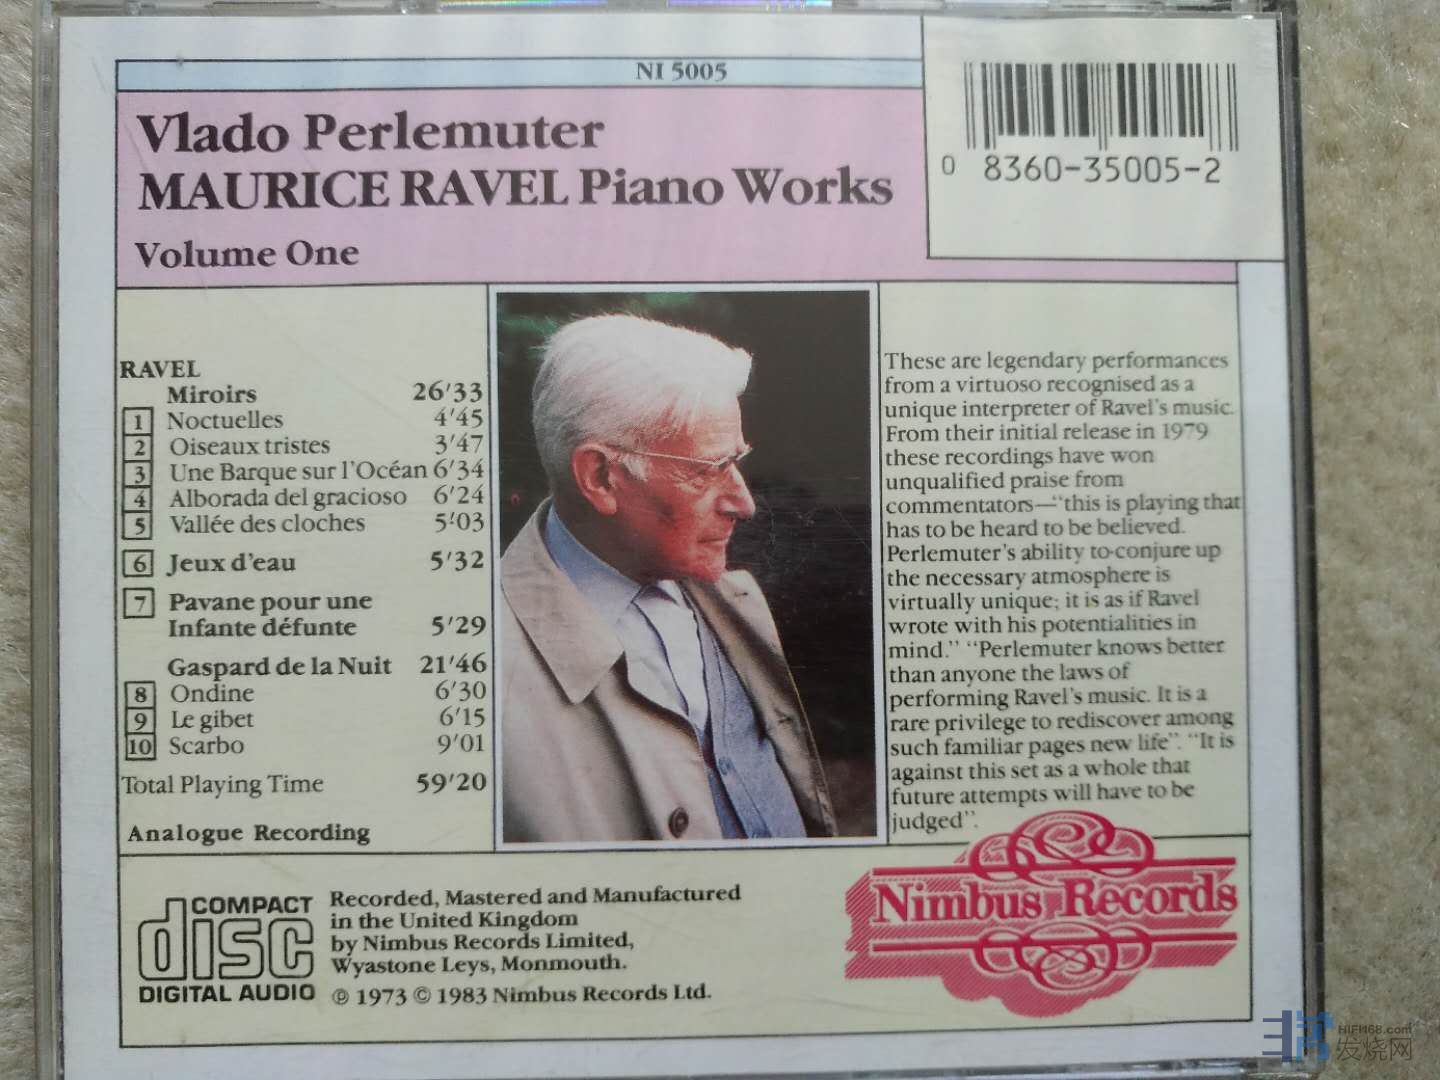 NI 5005
0 8360-35005-2
Vlado Perlemuter
MAURICE RAVEL Piano Works
Volume One
RAVEL
Miroirs 26'33
1 Noctuelles 4'45
2 Oiseaux tristes 3'47
3 Une Barque sur l'Océan 6'34
4 Alborada del gracioso 6'24
5 Vallée des cloches 5'03
6 Jeux d'eau 5'32
7 Pavane pour une
Infante défunte 5'29
Gaspard de la Nuit 21'46
8 Ondine 6'30
9 Le gibet 6'15
10 Scarbo 9'01
Total Playing Time 59'20
Analogue Recording
These are legendary performances
from a virtuoso recognised as a
unique interpreter of Ravel's music.
From their initial release in 1979
these recordings have won
unqualified praise from
commentators—"this is playing that
has to be heard to be believed.
Perlemuter's ability to conjure up
the necessary atmosphere is
virtually unique; it is as if Ravel
wrote with his potentialities in
mind." "Perlemuter knows better
than anyone the laws of
performing Ravel's music. It is a
rare privilege to rediscover among
such familiar pages new life". "It is
against this set as a whole that
future attempts will have to be
judged".
COMPACT
disc
DIGITAL AUDIO
Recorded, Mastered and Manufactured
in the United Kingdom
by Nimbus Records Limited,
Wyastone Leys, Monmouth.
℗ 1973 © 1983 Nimbus Records Ltd.
Nimbus Records
HIFI168.com
发烧网